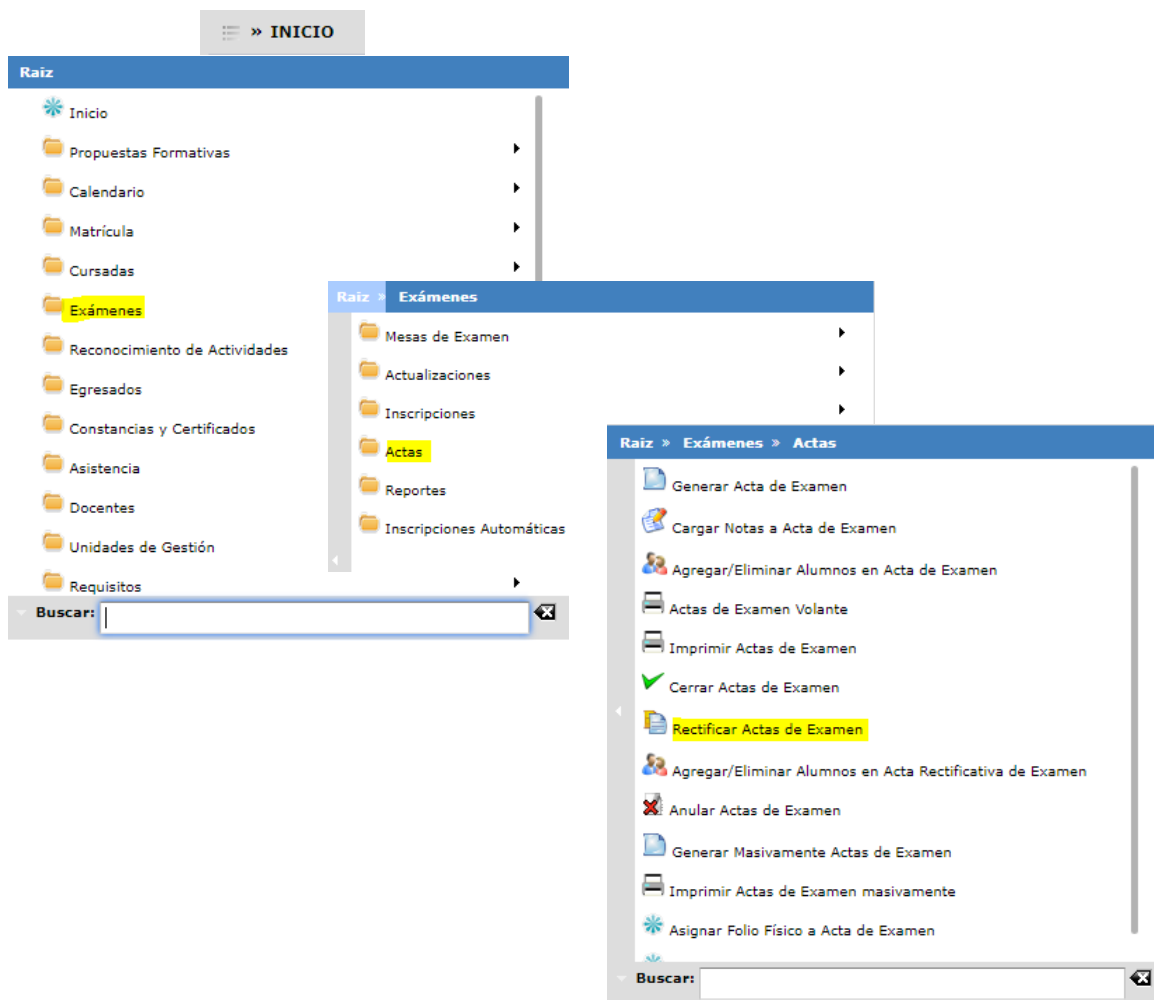 » INICIO
Raíz
Inicio
Propuestas Formativas
Calendario
Matrícula
Cursadas
Exámenes
Reconocimiento de Actividades
Egresados
Constancias y Certificados
Asistencia
Docentes
Unidades de Gestión
Requisitos
Buscar:
Raíz » Exámenes
Mesas de Examen
Actualizaciones
Inscripciones
Actas
Reportes
Inscripciones Automáticas
Raíz » Exámenes » Actas
Generar Acta de Examen
Cargar Notas a Acta de Examen
Agregar/Eliminar Alumnos en Acta de Examen
Actas de Examen Volante
Imprimir Actas de Examen
Cerrar Actas de Examen
Rectificar Actas de Examen
Agregar/Eliminar Alumnos en Acta Rectificativa de Examen
Anular Actas de Examen
Generar Masivamente Actas de Examen
Imprimir Actas de Examen masivamente
Asignar Folio Físico a Acta de Examen
Buscar: